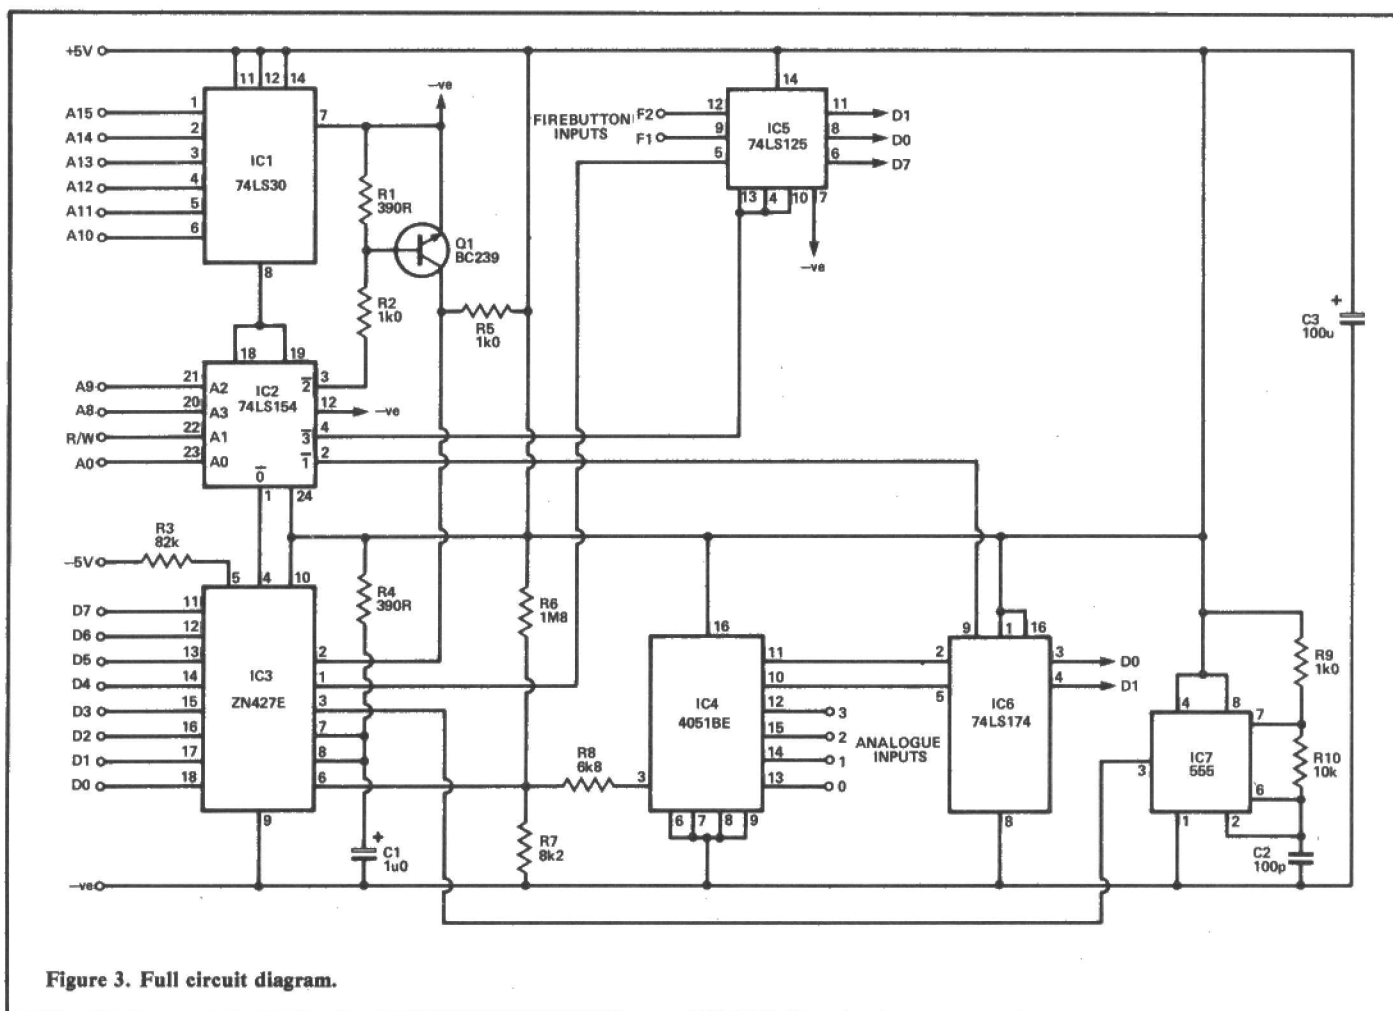 +5V
11 12 14
A15 1
A14 2
A13 3
A12 4
A11 5
A10 6
IC1
74LS30
7
8
-ve
R1
390R
Q1
BC239
R2
1k0
R5
1k0
FIREBUTTON
INPUTS
F2 12
F1 9
5
14
IC5
74LS125
11 D1
8 D0
6 D7
13 4 10 7
-ve
C3
100u
+
18 19
A9 21 A2
A8 20 A3
R/W 22 A1
A0 23 A0
IC2
74LS154
2 3
12 -ve
3 4
1 2
0
1 24
R3
82k
-5V
5 4 10
R4
390R
R6
1M8
D7 11
D6 12
D5 13
D4 14
D3 15
D2 16
D1 17
D0 18
IC3
ZN427E
2
1
3
7
8
6
9
+
C1
1u0
R8
6k8
R7
8k2
16
3
IC4
4051BE
11
10
12 3
15 2
14 1
13 0
6 7 8 9
ANALOGUE
INPUTS
9 1 16
2
5
IC6
74LS174
3 D0
4 D1
8
R9
1k0
R10
10k
4 8
7
IC7
555
3
6
1 2
C2
100p
-ve
Figure 3. Full circuit diagram.